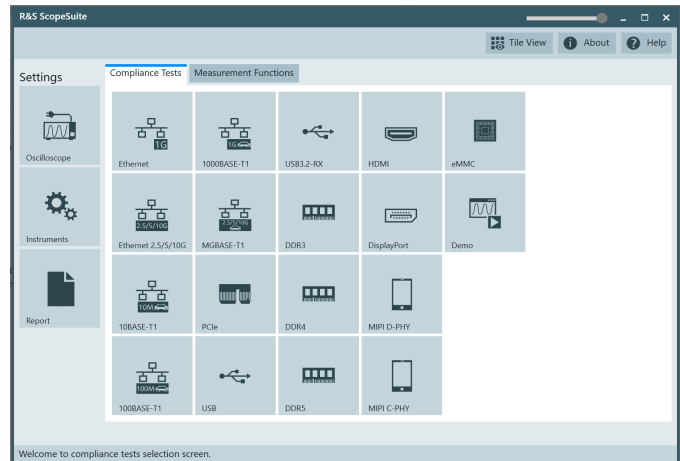 R&S ScopeSuite
Tile View
About
Help
Settings
Compliance Tests
Measurement Functions
Oscilloscope
Instruments
Report
1G
Ethernet
1G
1000BASE-T1
USB3.2-RX
HDMI
eMMC
2.5/5/10G
Ethernet 2.5/5/10G
2.5/5/10G
MGBASE-T1
DDR3
DisplayPort
Demo
10M
10BASE-T1
PCIe
DDR4
MIPI D-PHY
100M
100BASE-T1
USB
DDR5
MIPI C-PHY
Welcome to compliance tests selection screen.